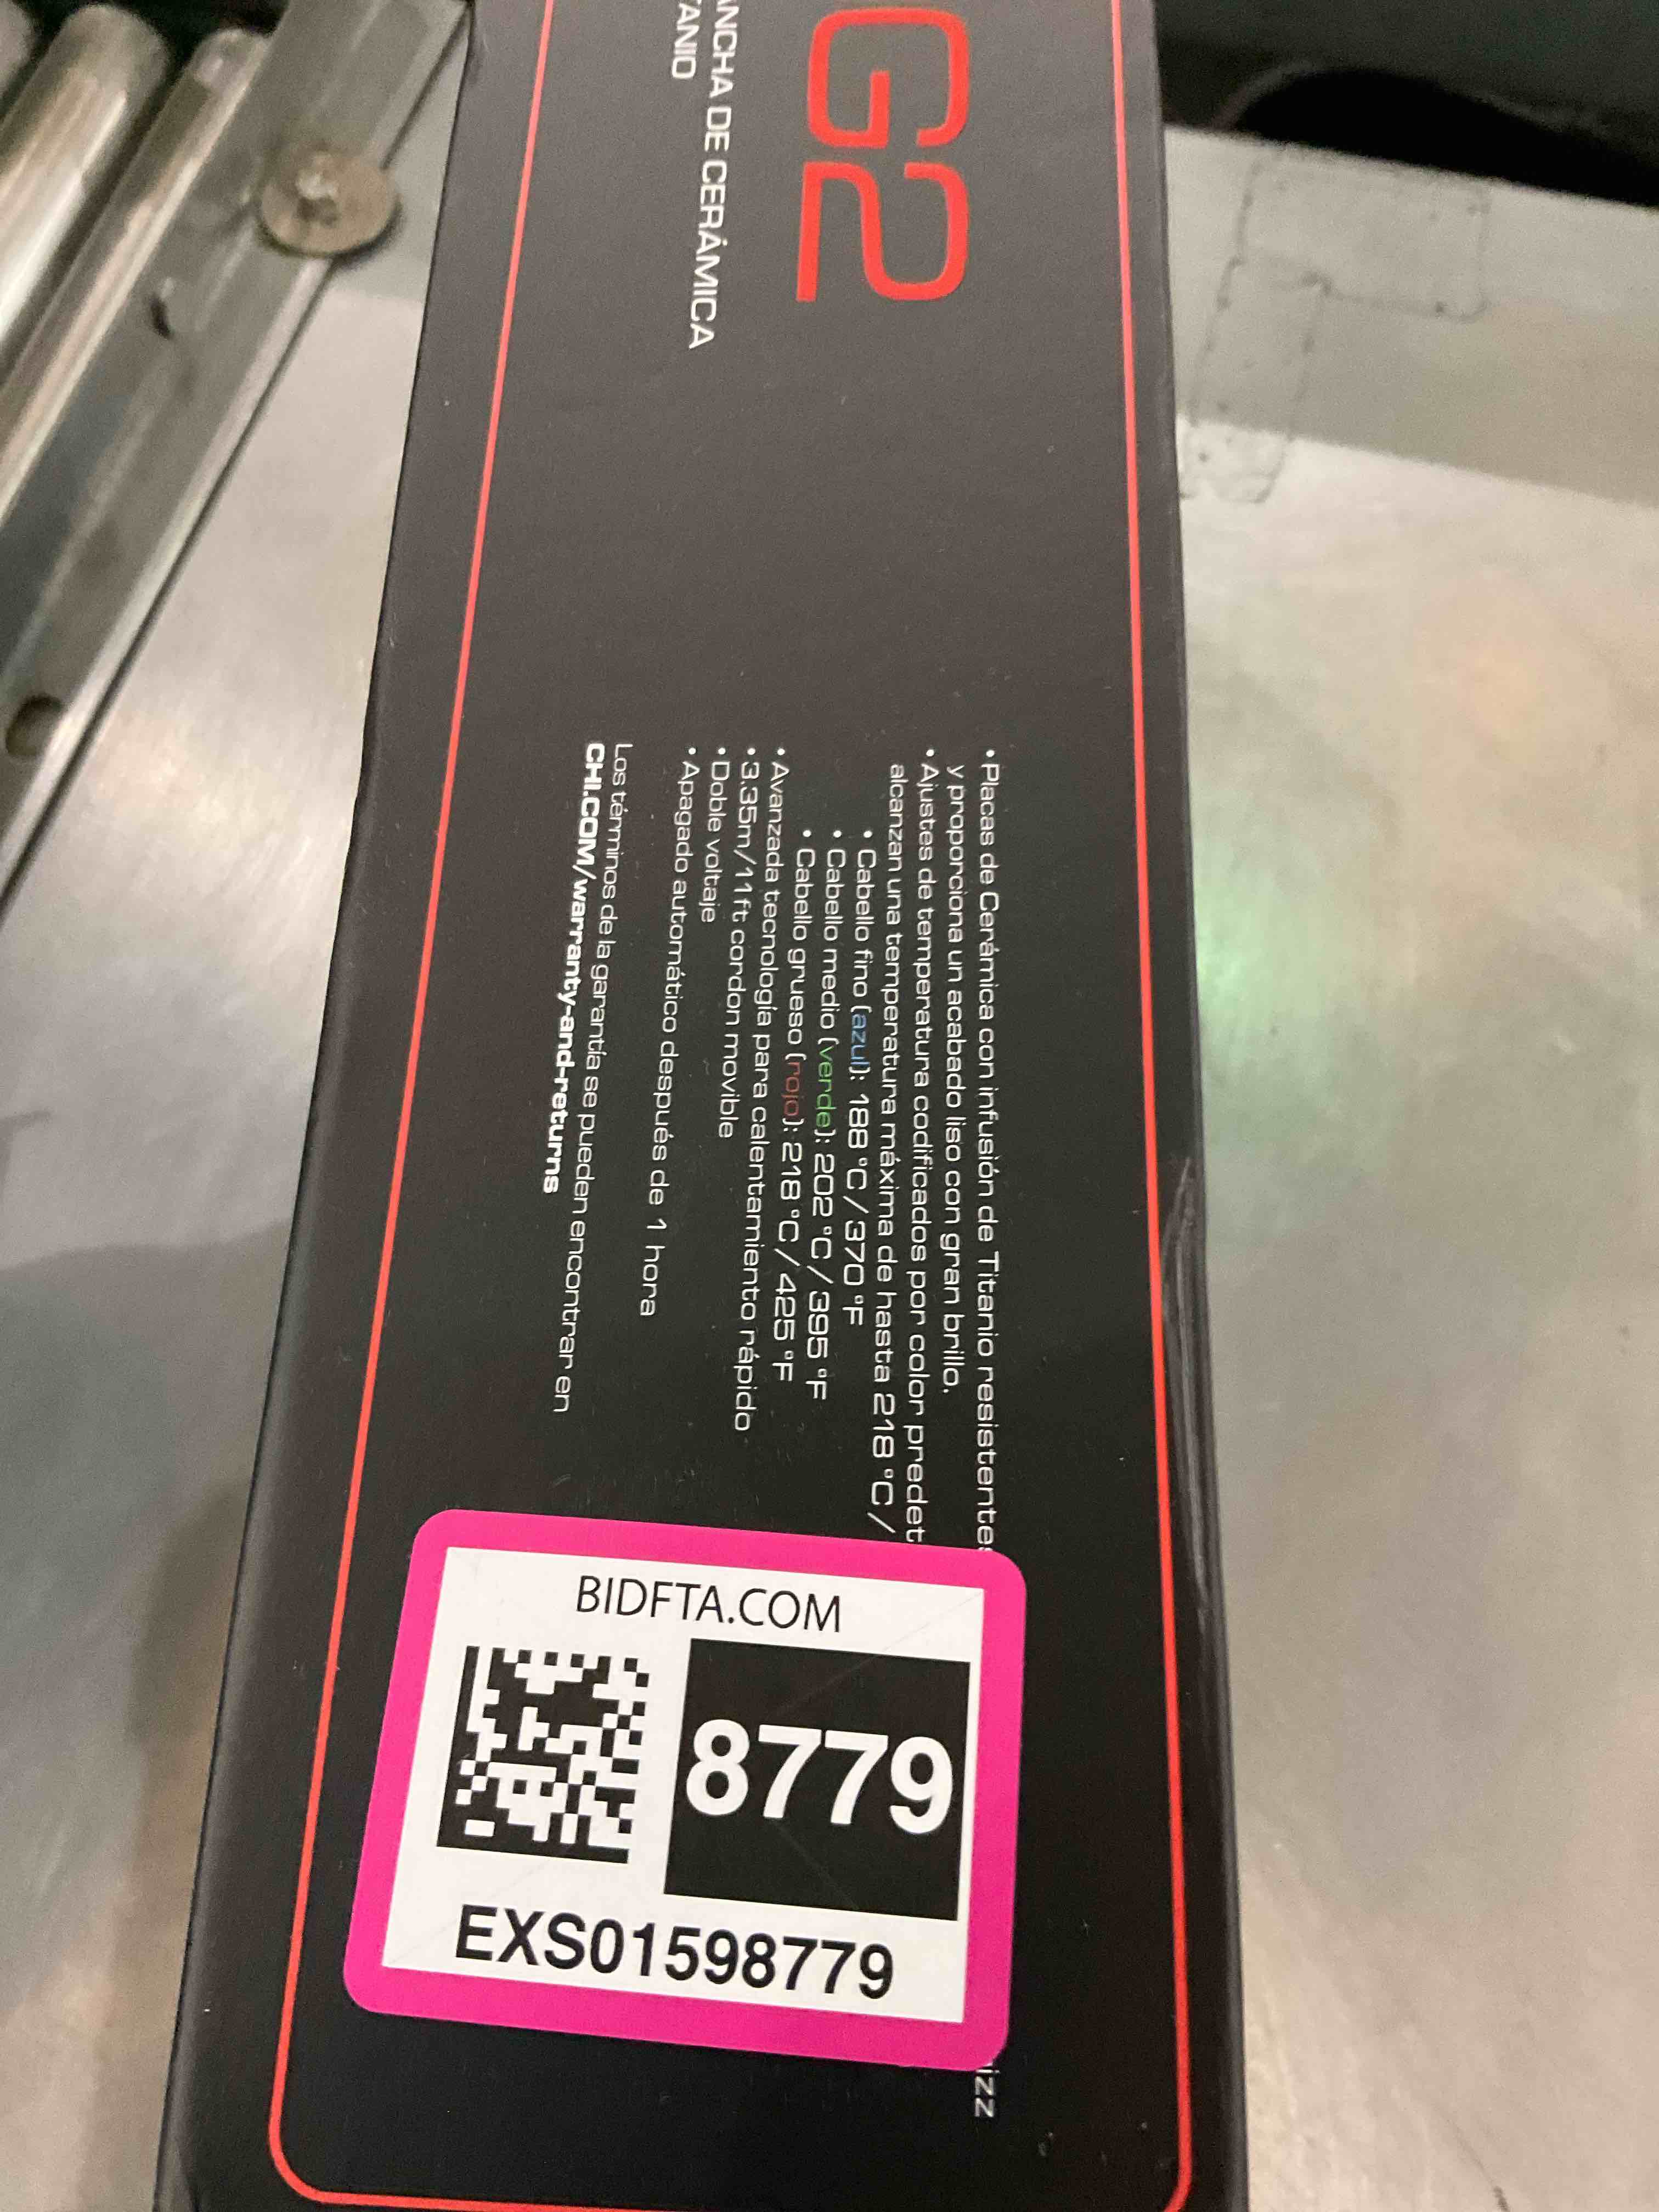 G2
DE CERÁMICA
• Placas de Cerámica con infusión de Titanio resistentes
y proporciona un acabado liso con gran brillo.
• Ajustes de temperatura codificados por color
alcanzan una temperatura máxima de hasta 218 °C /
• Cabello fino (azul): 188 °C / 370 °F
• Cabello medio (verde): 202 °C / 395 °F
• Cabello grueso (rojo): 218 °C / 425 °F
• Avanzada tecnología para calentamiento rápido
• 3.35m/11ft cordon movible
• Doble voltaje
• Apagado automático después de 1 hora
Los términos de la garantía se pueden encontrar en
CHI.COM/warranty-and-returns
BIDFTA.COM
8779
EXS01598779